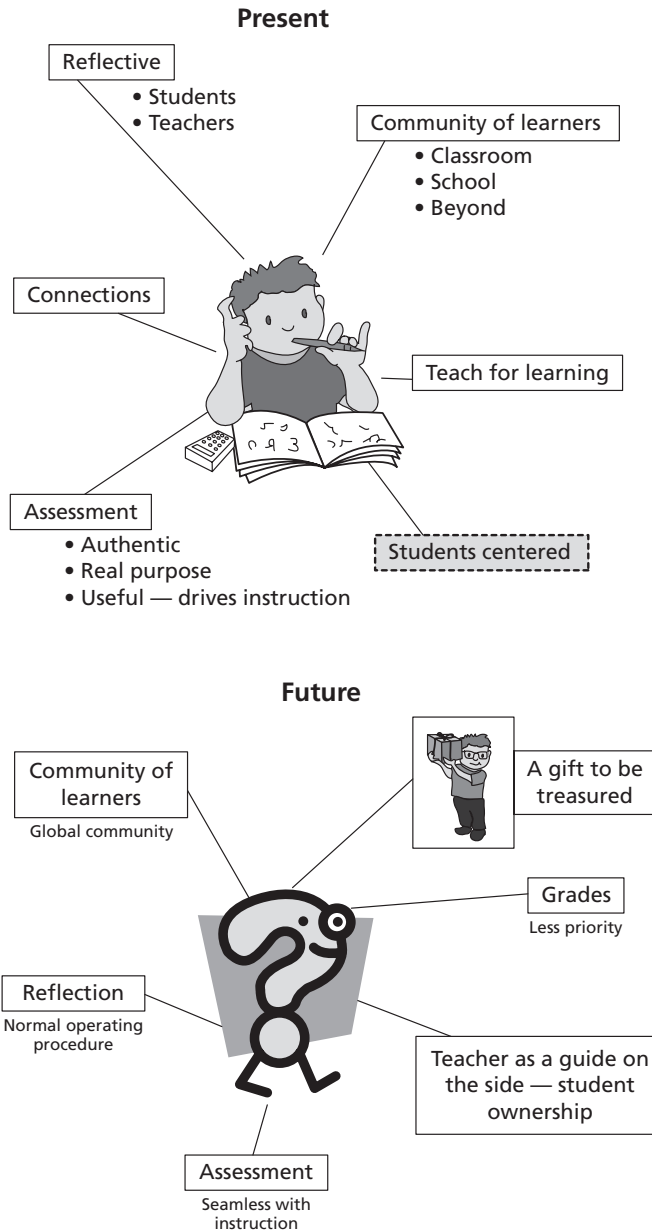 Present
Reflective
• Students
• Teachers
Community of learners
• Classroom
• School
• Beyond
Connections
Teach for learning
Assessment
• Authentic
• Real purpose
• Useful — drives instruction
Students centered
Future
Community of
learners
Global community
A gift to be
treasured
Grades
Less priority
Reflection
Normal operating
procedure
Teacher as a guide on
the side — student
ownership
Assessment
Seamless with
instruction